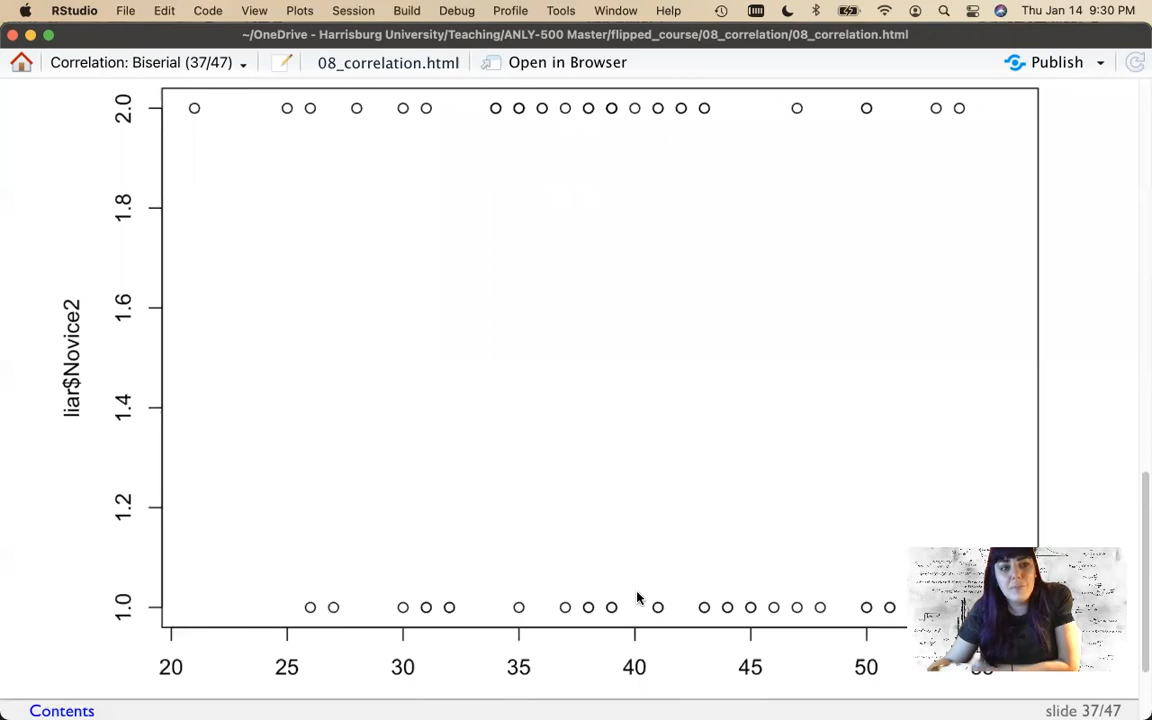 RStudio File Edit Code View Plots Session Build Debug Profile Tools Window Help Thu Jan 14 9:30 PM
~/OneDrive - Harrisburg University/Teaching/ANLY-500 Master/flipped_course/08_correlation/08_correlation.html
Correlation: Biserial (37/47) 08_correlation.html Open in Browser Publish
2.0
1.8
1.6
liar$Novice2
1.4
1.2
1.0
20 25 30 35 40 45 50
Contents slide 37/47